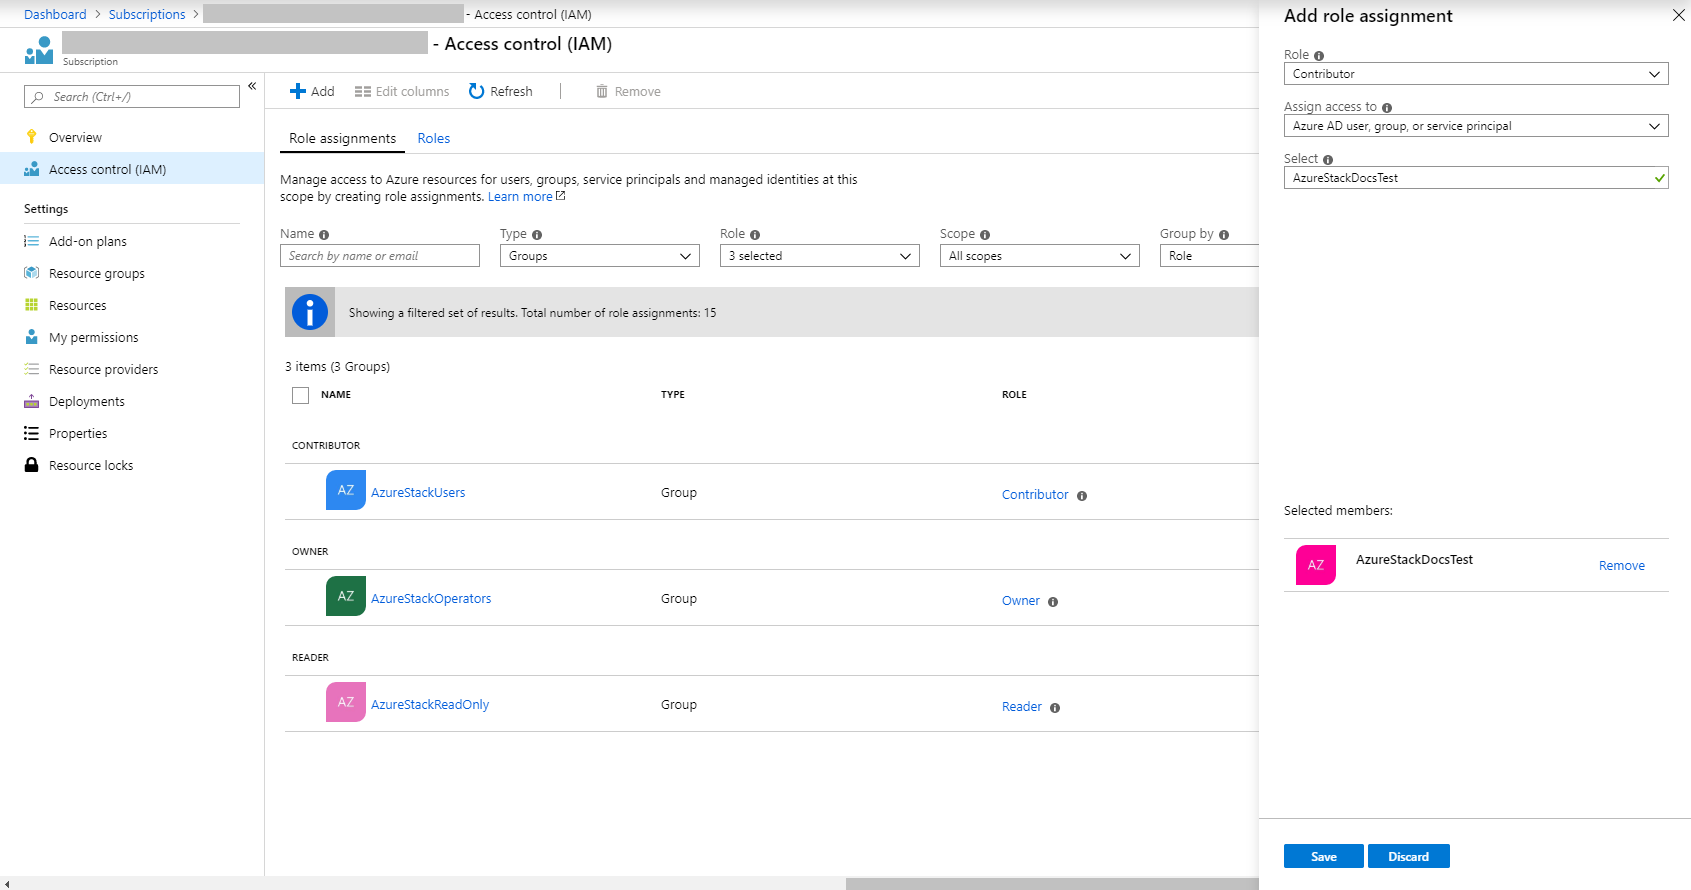 Dashboard > Subscriptions > - Access control (IAM)
- Access control (IAM)
Subscription
Search (Ctrl+/)
«
Overview
Access control (IAM)
Settings
Add-on plans
Resource groups
Resources
My permissions
Resource providers
Deployments
Properties
Resource locks
Add Edit columns Refresh Remove
Role assignments Roles
Manage access to Azure resources for users, groups, service principals and managed identities at this
scope by creating role assignments. Learn more
Name Type Role Scope Group by
Search by name or email Groups 3 selected All scopes Role
Showing a filtered set of results. Total number of role assignments: 15
3 items (3 Groups)
NAME TYPE ROLE
CONTRIBUTOR
AZ AzureStackUsers Group Contributor
OWNER
AZ AzureStackOperators Group Owner
READER
AZ AzureStackReadOnly Group Reader
Add role assignment
Role
Contributor
Assign access to
Azure AD user, group, or service principal
Select
AzureStackDocsTest
Selected members:
AZ AzureStackDocsTest Remove
Save Discard